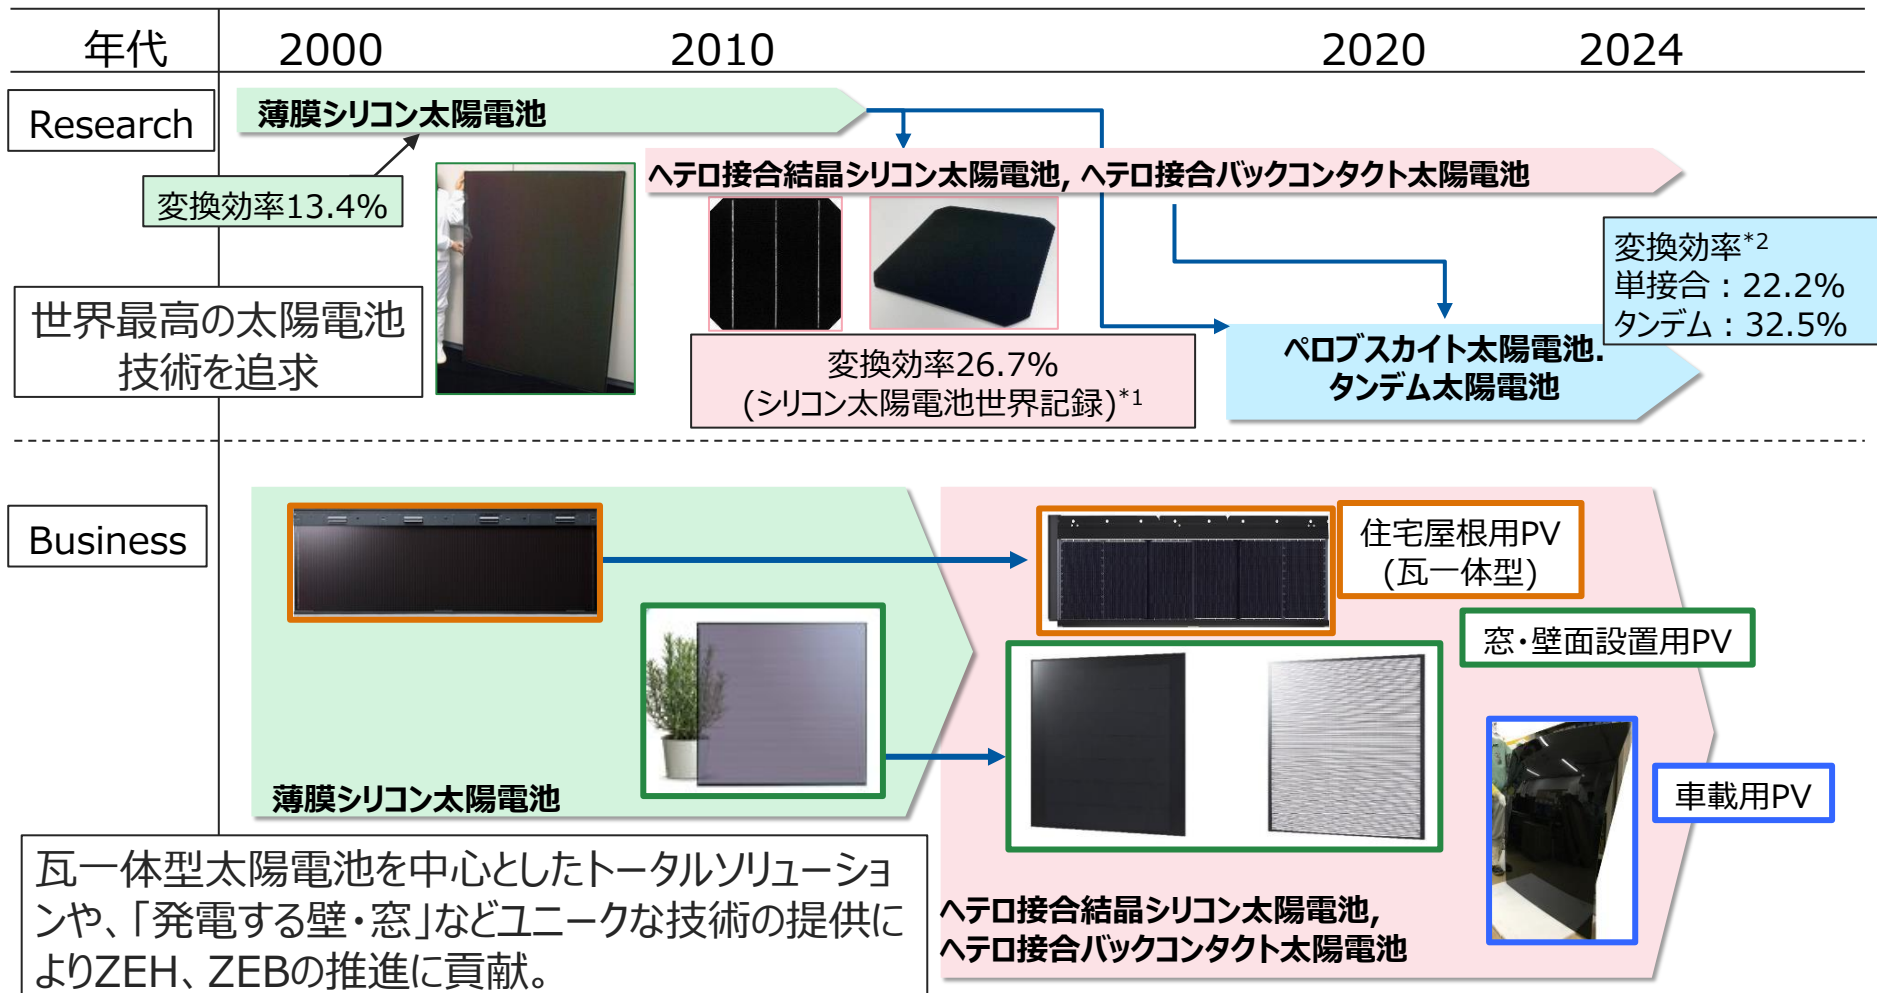 年代 2000 2010 2020 2024
Research
薄膜シリコン太陽電池
変換効率13.4%
ヘテロ接合結晶シリコン太陽電池, ヘテロ接合バックコンタクト太陽電池
世界最高の太陽電池
技術を追求
変換効率26.7%
(シリコン太陽電池世界記録)*1
変換効率*2
単接合：22.2%
タンデム：32.5%
ペロブスカイト太陽電池.
タンデム太陽電池
Business
住宅屋根用PV
(瓦一体型)
窓・壁面設置用PV
車載用PV
薄膜シリコン太陽電池
ヘテロ接合結晶シリコン太陽電池,
ヘテロ接合バックコンタクト太陽電池
瓦一体型太陽電池を中心としたトータルソリューショ
ンや、「発電する壁・窓」などユニークな技術の提供に
よりZEH、ZEBの推進に貢献。